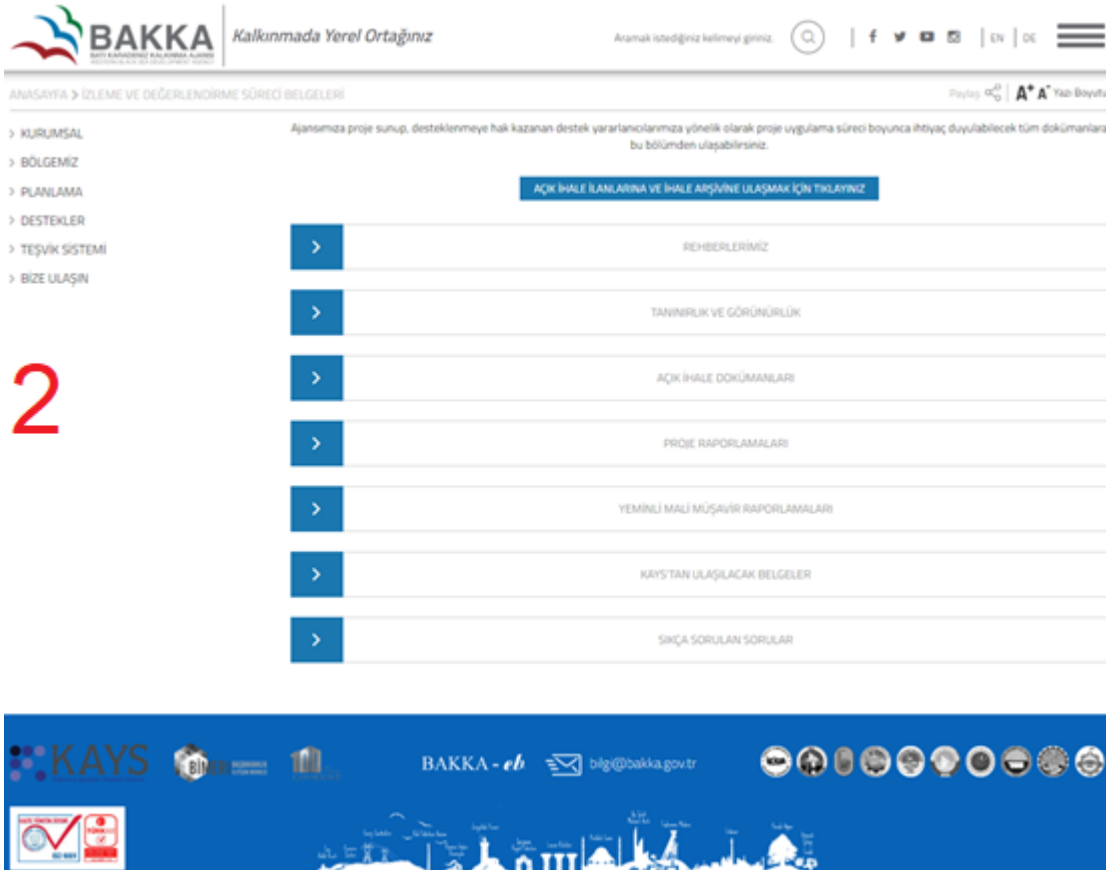 BAKKA
BATI KARADENİZ KALKINMA AJANSI
Kalkınmada Yerel Ortağınız
Aramak istediğiniz kelimeyi giriniz.
EN
DE
ANASAYFA > İZLEME VE DEĞERLENDİRME SÜRECİ BELGELERİ
Paylaş
A+ A- Yazı Boyutu
> KURUMSAL
> BÖLGEMİZ
> PLANLAMA
> DESTEKLER
> TEŞVİK SİSTEMİ
> BİZE ULAŞIN
2
Ajansımıza proje sunup, desteklenmeye hak kazanan destek yararlanıcılarımıza yönelik olarak proje uygulama süreci boyunca ihtiyaç duyulabilecek tüm dokümanlara
bu bölümden ulaşabilirsiniz.
AÇIK İHALE İLANLARINA VE İHALE ARŞİVİNE ULAŞMAK İÇİN TIKLAYINIZ
REHBERLERİMİZ
TANINIRLIK VE GÖRÜNÜRLÜK
AÇIK İHALE DOKÜMANLARI
PROJE RAPORLAMALARI
YEMİNLİ MALİ MÜŞAVİR RAPORLAMALARI
KAYS'TAN ULAŞILACAK BELGELER
SIKÇA SORULAN SORULAR
KAYS
BAKKA - eb
bilgi@bakka.gov.tr